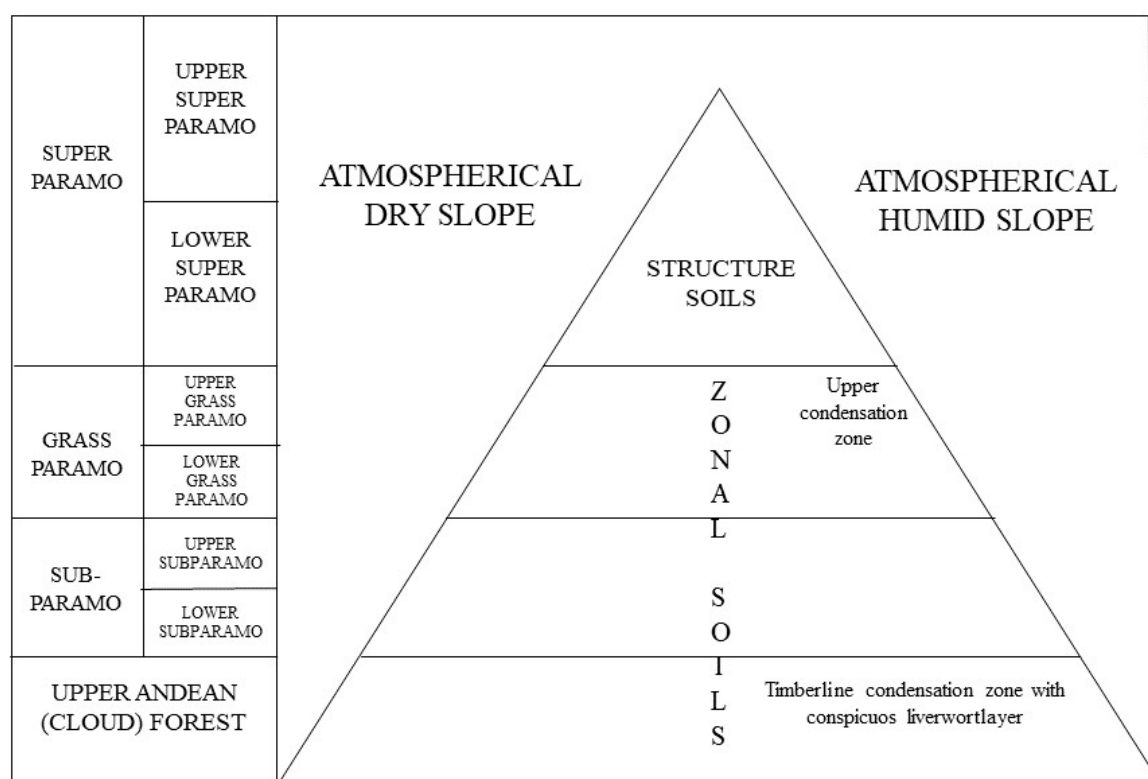 UPPER
SUPER
PARAMO
SUPER
PARAMO
LOWER
SUPER
PARAMO
ATMOSPHERICAL
DRY SLOPE
ATMOSPHERICAL
HUMID SLOPE
STRUCTURE
SOILS
GRASS
PARAMO
UPPER
GRASS
PARAMO
LOWER
GRASS
PARAMO
Upper
condensation
zone
Z
O
N
A
L
S
O
I
L
S
SUB-
PARAMO
UPPER
SUBPARAMO
LOWER
SUBPARAMO
UPPER ANDEAN
(CLOUD) FOREST
Timberline condensation zone with
conspicuos liverwortlayer